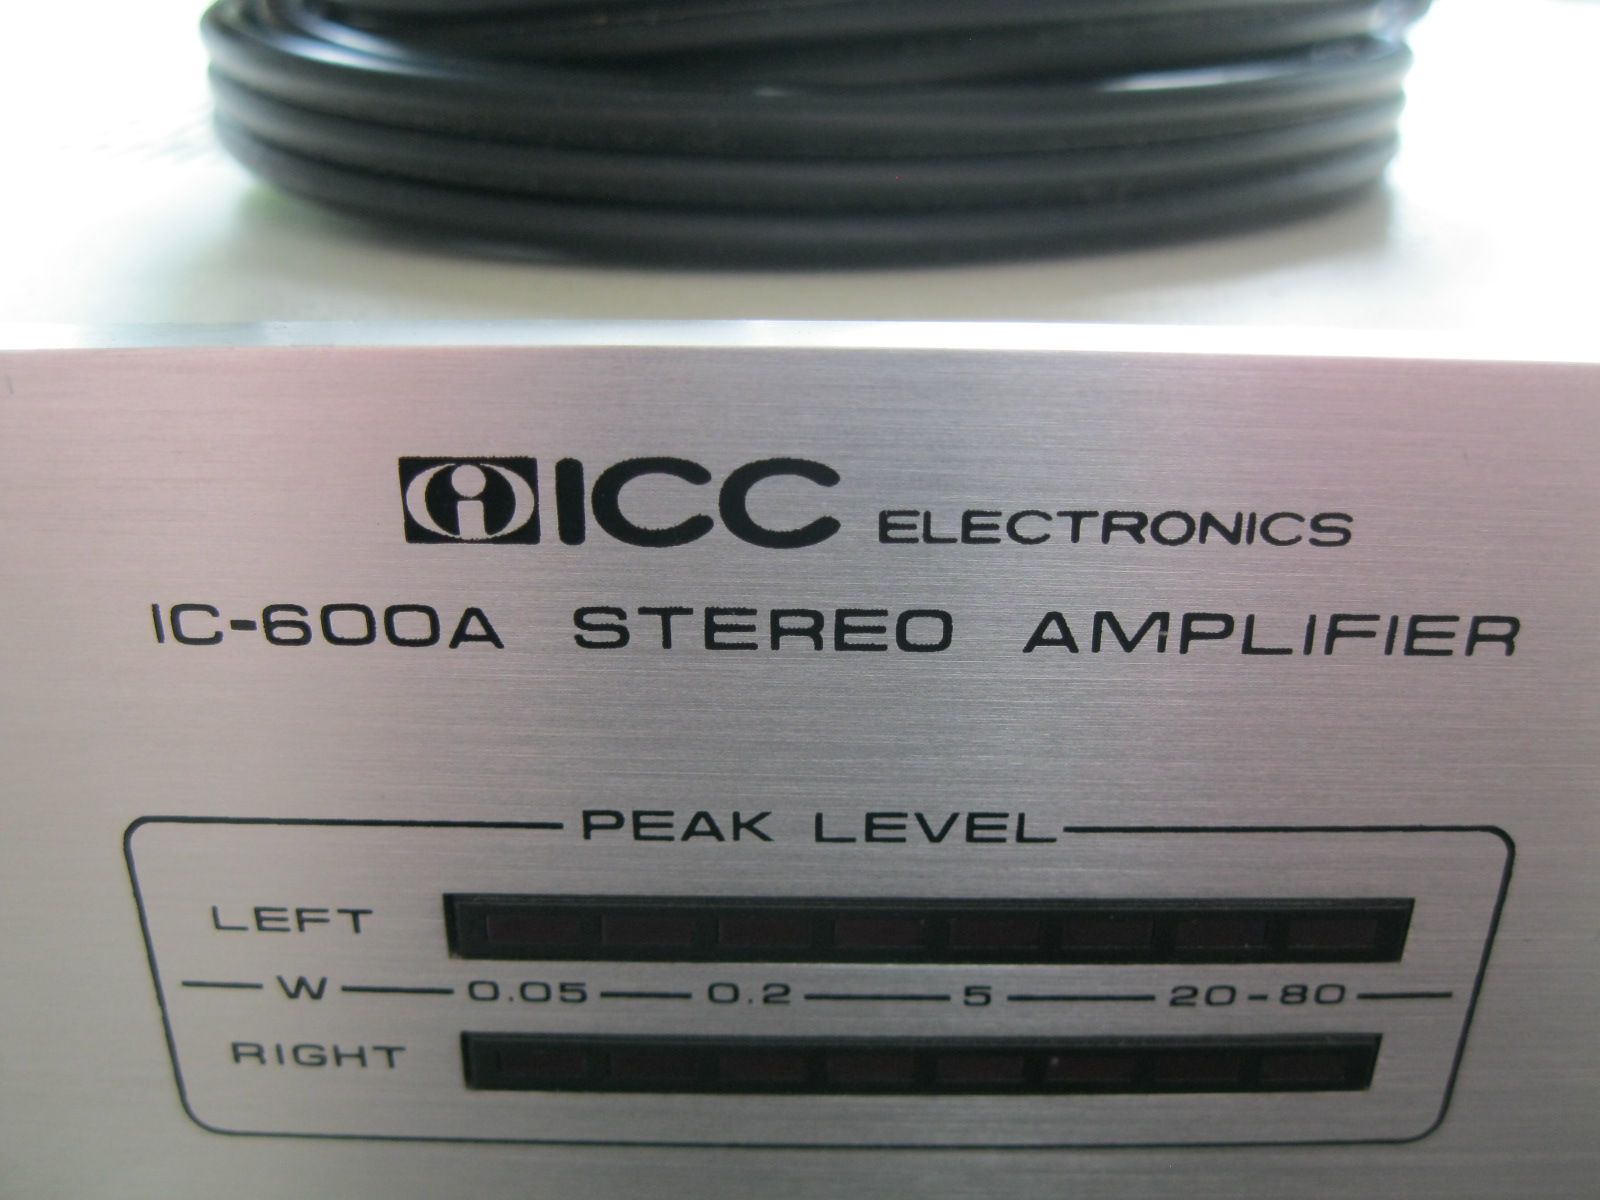 i ICC ELECTRONICS
IC-600A STEREO AMPLIFIER
PEAK LEVEL
LEFT
W 0.05 0.2 5 20-80
RIGHT